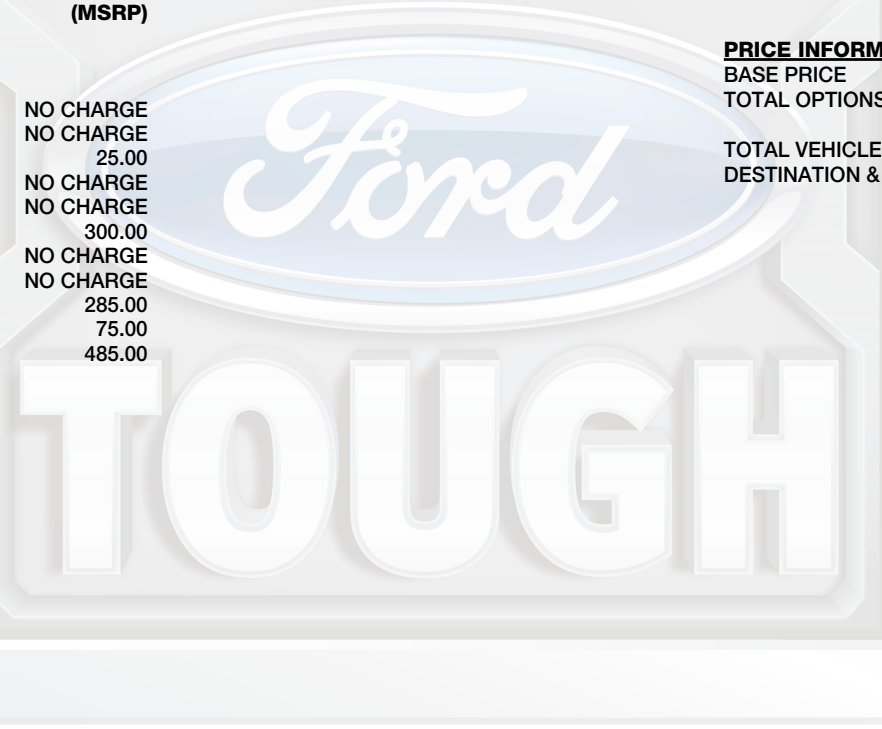 (MSRP)
NO CHARGE
NO CHARGE
25.00
NO CHARGE
NO CHARGE
300.00
NO CHARGE
NO CHARGE
285.00
75.00
485.00
PRICE INFORM
BASE PRICE
TOTAL OPTIONS
TOTAL VEHICLE
DESTINATION &
Ford
TOUGH